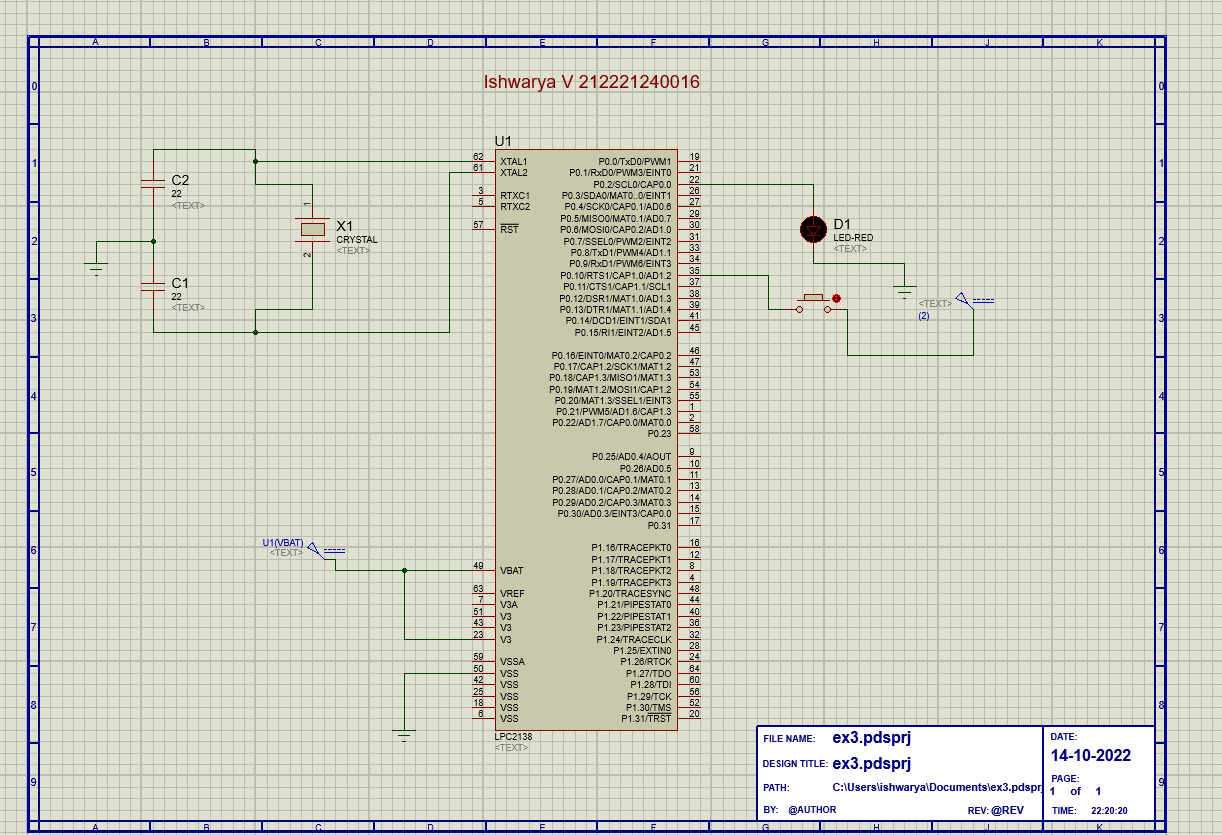 A B C D E F G H J K
Ishwarya V 212221240016
0 0
1 1
2 2
3 3
4 4
5 5
6 6
7 7
8 8
9 9
C2
22
<TEXT>
C1
22
<TEXT>
1
X1
CRYSTAL
<TEXT>
2
U1(VBAT)
<TEXT>
U1
62 XTAL1
61 XTAL2
3 RTXC1
5 RTXC2
57 RST
49 VBAT
63 VREF
7 V3A
51 V3
43 V3
23 V3
59 VSSA
50 VSS
42 VSS
25 VSS
18 VSS
6 VSS
P0.0/TxD0/PWM1 19
P0.1/RxD0/PWM3/EINT0 21
P0.2/SCL0/CAP0.0 22
P0.3/SDA0/MAT0..0/EINT1 26
P0.4/SCK0/CAP0.1/AD0.6 27
P0.5/MISO0/MAT0.1/AD0.7 29
P0.6/MOSI0/CAP0.2/AD1.0 30
P0.7/SSEL0/PWM2/EINT2 31
P0.8/TxD1/PWM4/AD1.1 33
P0.9/RxD1/PWM6/EINT3 34
P0.10/RTS1/CAP1.0/AD1.2 35
P0.11/CTS1/CAP1.1/SCL1 37
P0.12/DSR1/MAT1.0/AD1.3 38
P0.13/DTR1/MAT1.1/AD1.4 39
P0.14/DCD1/EINT1/SDA1 41
P0.15/RI1/EINT2/AD1.5 45
P0.16/EINT0/MAT0.2/CAP0.2 46
P0.17/CAP1.2/SCK1/MAT1.2 47
P0.18/CAP1.3/MISO1/MAT1.3 53
P0.19/MAT1.2/MOSI1/CAP1.2 54
P0.20/MAT1.3/SSEL1/EINT3 55
P0.21/PWM5/AD1.6/CAP1.3 1
P0.22/AD1.7/CAP0.0/MAT0.0 2
P0.23 58
P0.25/AD0.4/AOUT 9
P0.26/AD0.5 10
P0.27/AD0.0/CAP0.1/MAT0.1 11
P0.28/AD0.1/CAP0.2/MAT0.2 13
P0.29/AD0.2/CAP0.3/MAT0.3 14
P0.30/AD0.3/EINT3/CAP0.0 15
P0.31 17
P1.16/TRACEPKT0 16
P1.17/TRACEPKT1 12
P1.18/TRACEPKT2 8
P1.19/TRACEPKT3 4
P1.20/TRACESYNC 48
P1.21/PIPESTAT0 44
P1.22/PIPESTAT1 40
P1.23/PIPESTAT2 36
P1.24/TRACECLK 32
P1.25/EXTIN0 28
P1.26/RTCK 24
P1.27/TDO 64
P1.28/TDI 60
P1.29/TCK 56
P1.30/TMS 52
P1.31/TRST 20
LPC2138
<TEXT>
D1
LED-RED
<TEXT>
<TEXT>
(2)
FILE NAME: ex3.pdsprj
DESIGN TITLE: ex3.pdsprj
PATH: C:\Users\ishwarya\Documents\ex3.pdsprj
BY: @AUTHOR REV: @REV
DATE:
14-10-2022
PAGE:
1 of 1
TIME: 22:20:20
A B C D E F G H J K